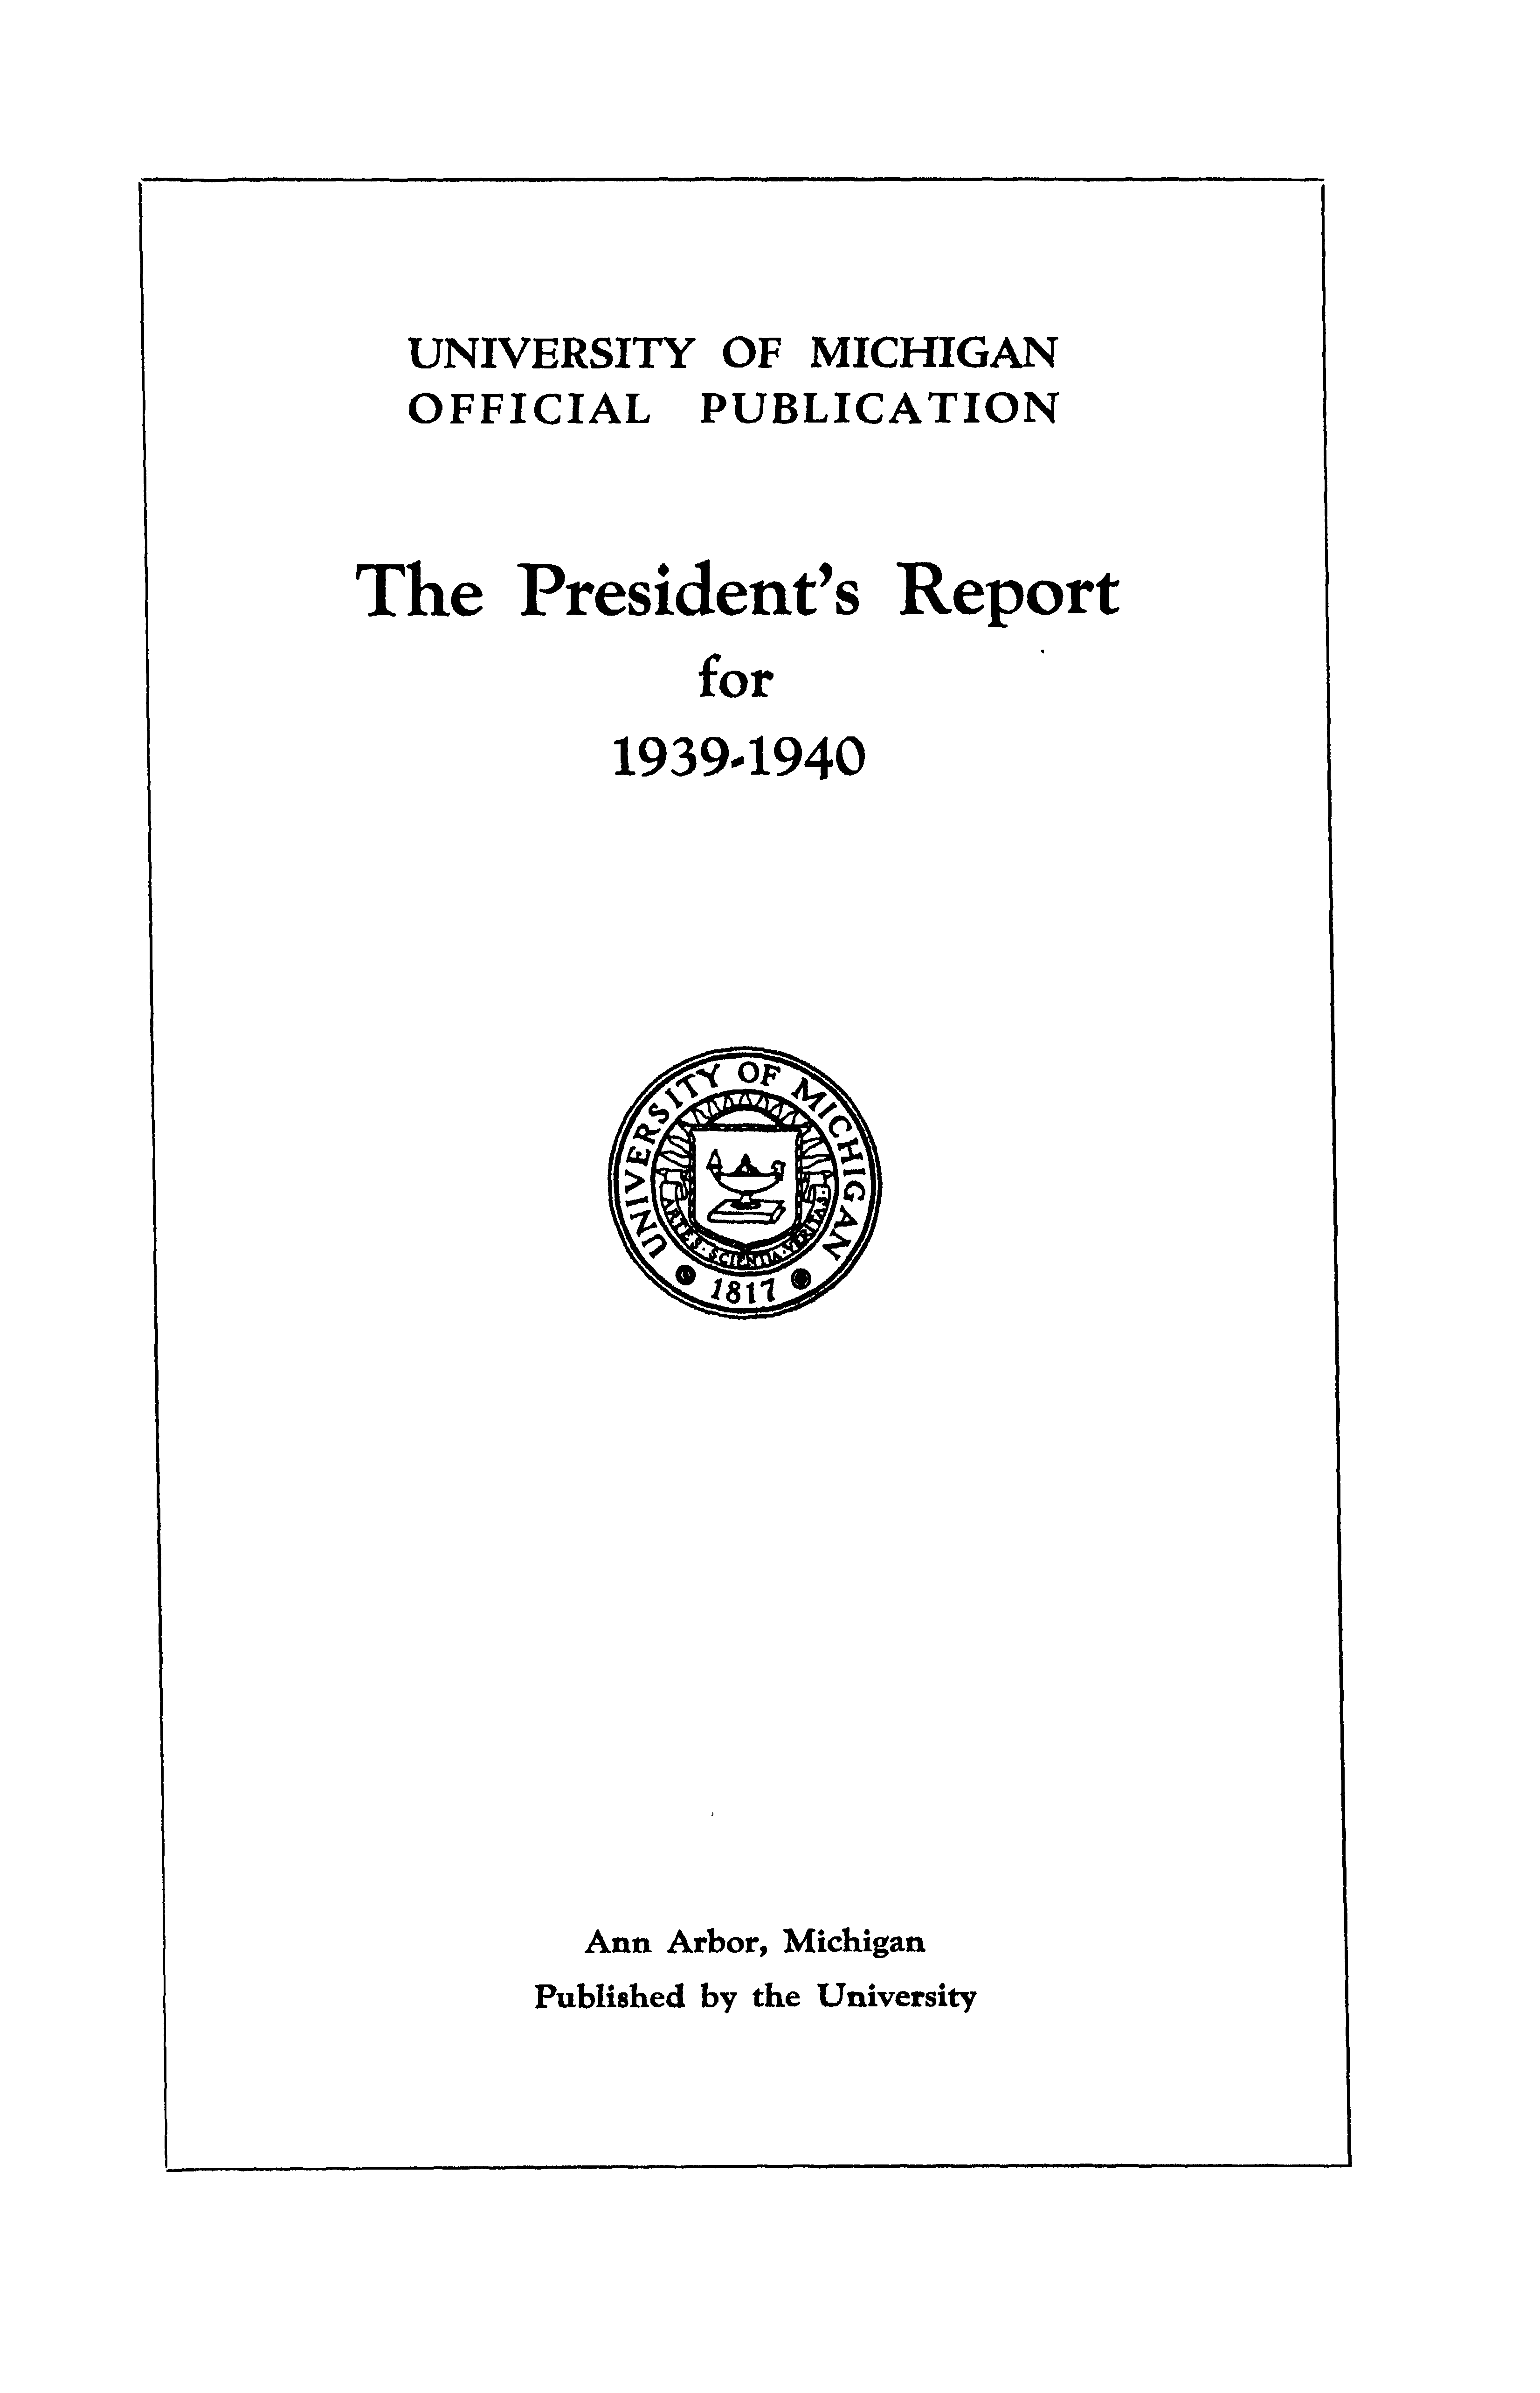 UNIVERSITY OF MICHIGAN
OFFICIAL PUBLICATION
The President's Report
for
1939-1940
UNIVERSITY OF MICHIGAN
ARTES · SCIENTIA · VERITAS ·
1817
Ann Arbor, Michigan
Published by the University